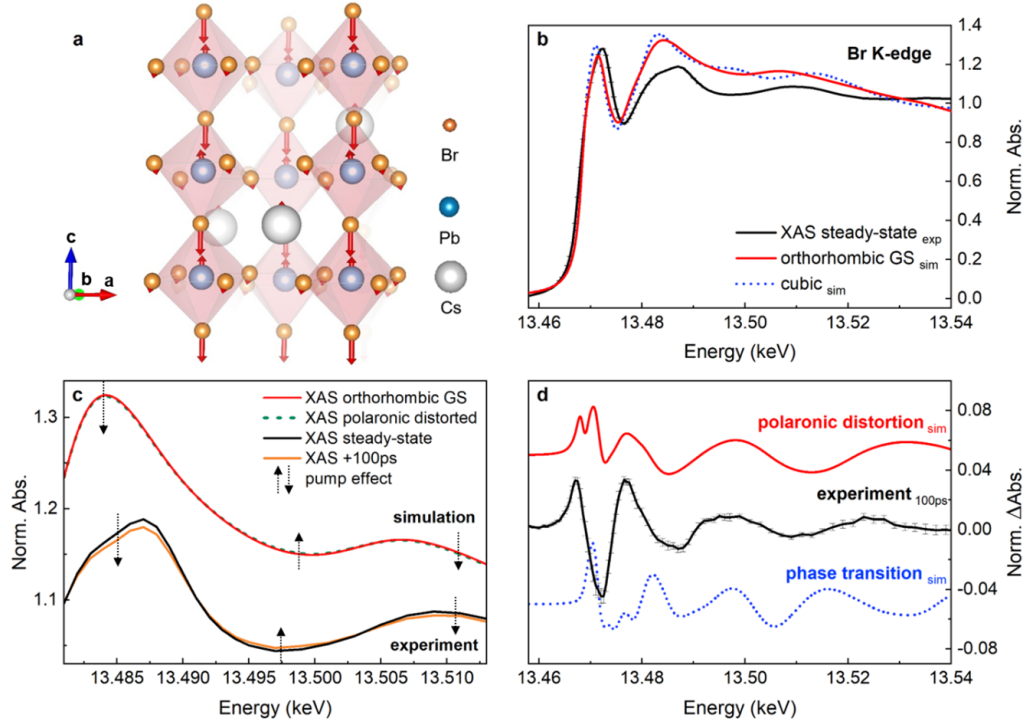 a
Br
Pb
Cs
c
b
a
b
Br K-edge
XAS steady-state exp
orthorhombic GS sim
cubic sim
1.4
1.2
1.0
0.8
0.6
0.4
0.2
0.0
Norm. Abs.
13.46 13.48 13.50 13.52 13.54
Energy (keV)
c
XAS orthorhombic GS
XAS polaronic distorted
XAS steady-state
XAS +100ps
pump effect
simulation
experiment
1.3
1.2
1.1
Norm. Abs.
13.485 13.490 13.495 13.500 13.505 13.510
Energy (keV)
d
polaronic distortion sim
experiment 100ps
phase transition sim
0.08
0.04
0.00
-0.04
-0.08
Norm. ΔAbs.
13.46 13.48 13.50 13.52 13.54
Energy (keV)